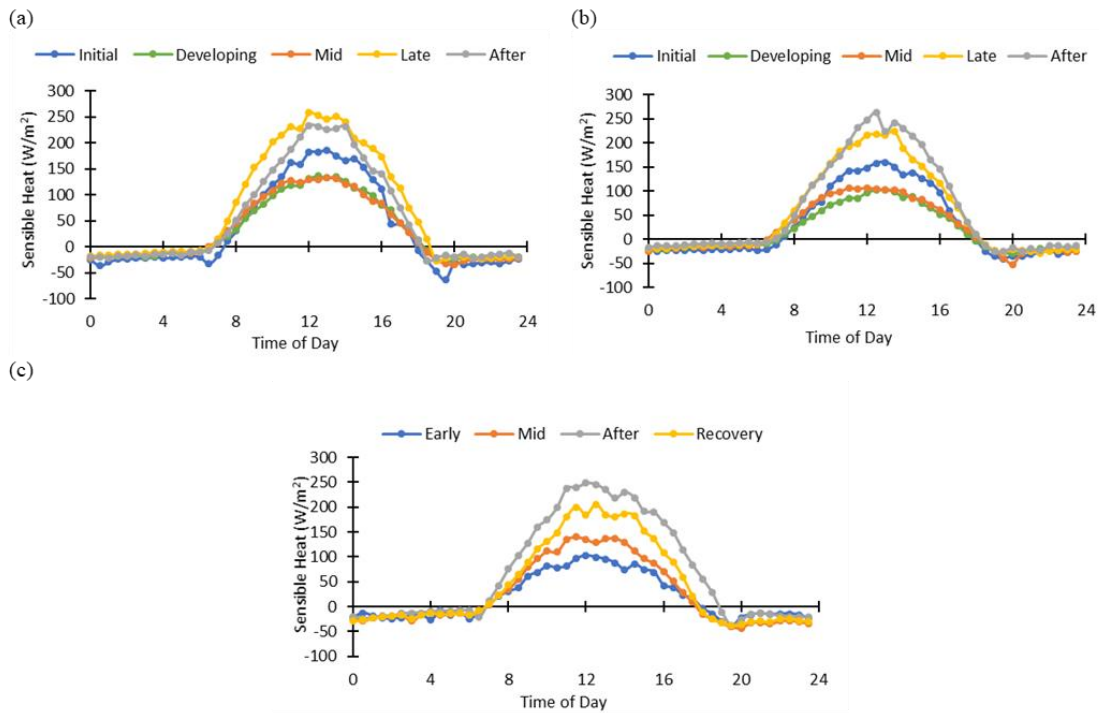 (a)
Initial Developing Mid Late After
Sensible Heat (W/m²)
300
250
200
150
100
50
0
-50
-100
0 4 8 12 16 20 24
Time of Day
(b)
Initial Developing Mid Late After
Sensible Heat (W/m²)
300
250
200
150
100
50
0
-50
-100
0 4 8 12 16 20 24
Time of Day
(c)
Early Mid After Recovery
Sensible Heat (W/m²)
300
250
200
150
100
50
0
-50
-100
0 4 8 12 16 20 24
Time of Day